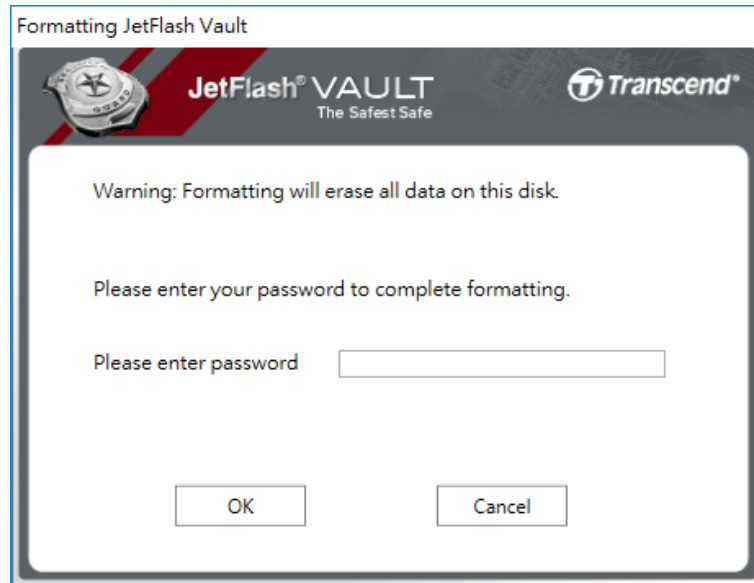 Formatting JetFlash Vault
JetFlash® VAULT
The Safest Safe
Transcend®
GUARD
Warning: Formatting will erase all data on this disk.
Please enter your password to complete formatting.
Please enter password
OK
Cancel